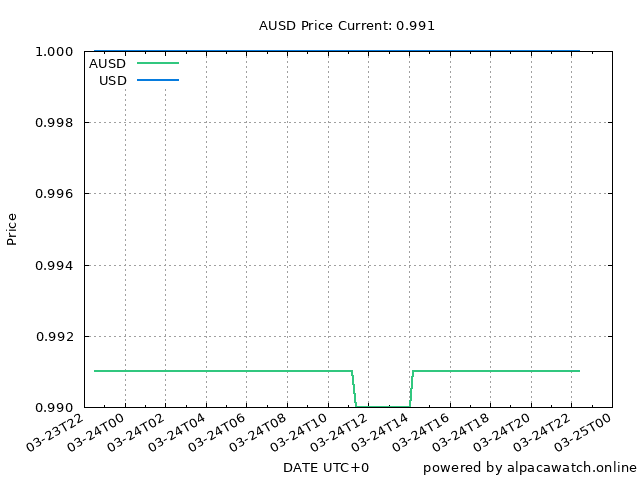 AUSD Price Current: 0.991
1.000
AUSD
USD
0.998
0.996
Price
0.994
0.992
0.990
03-23T22
03-24T00
03-24T02
03-24T04
03-24T06
03-24T08
03-24T10
03-24T12
03-24T14
03-24T16
03-24T18
03-24T20
03-24T22
03-25T00
DATE UTC+0
powered by alpacawatch.online